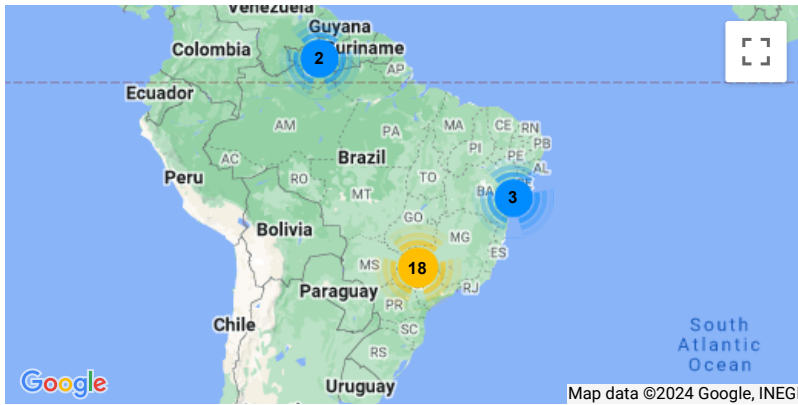 Venezuela
Guyana
Colombia
Suriname
2
AP
Ecuador
AM
PA
MA
CE
RN
PI
PB
Brazil
PE
AC
AL
Peru
RO
TO
MT
BA
3
GO
Bolivia
MG
ES
MS
18
Paraguay
RJ
PR
Chile
SC
South
Atlantic
Ocean
RS
Google
Uruguay
Map data ©2024 Google, INEGI